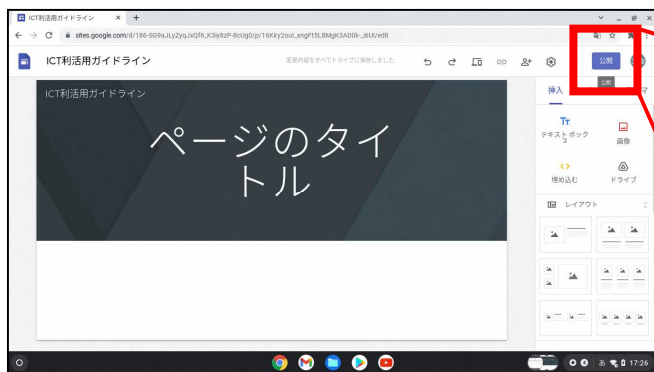 ICT利活用ガイドライン
sites.google.com/d/186-SG9aJLyZyqJxQf6_K3iy8zP-8cUg0/p/16Kiry2ouI_xngFt5L8MgK3AD0k-_i6UI/edit
ICT利活用ガイドライン
変更内容をすべてドライブに保存しました
公開
公開
挿入
マ
ICT利活用ガイドライン
ページのタイ
トル
Tт
テキスト ボック
ス
画像
埋め込む
ドライブ
レイアウト
あ
17:26